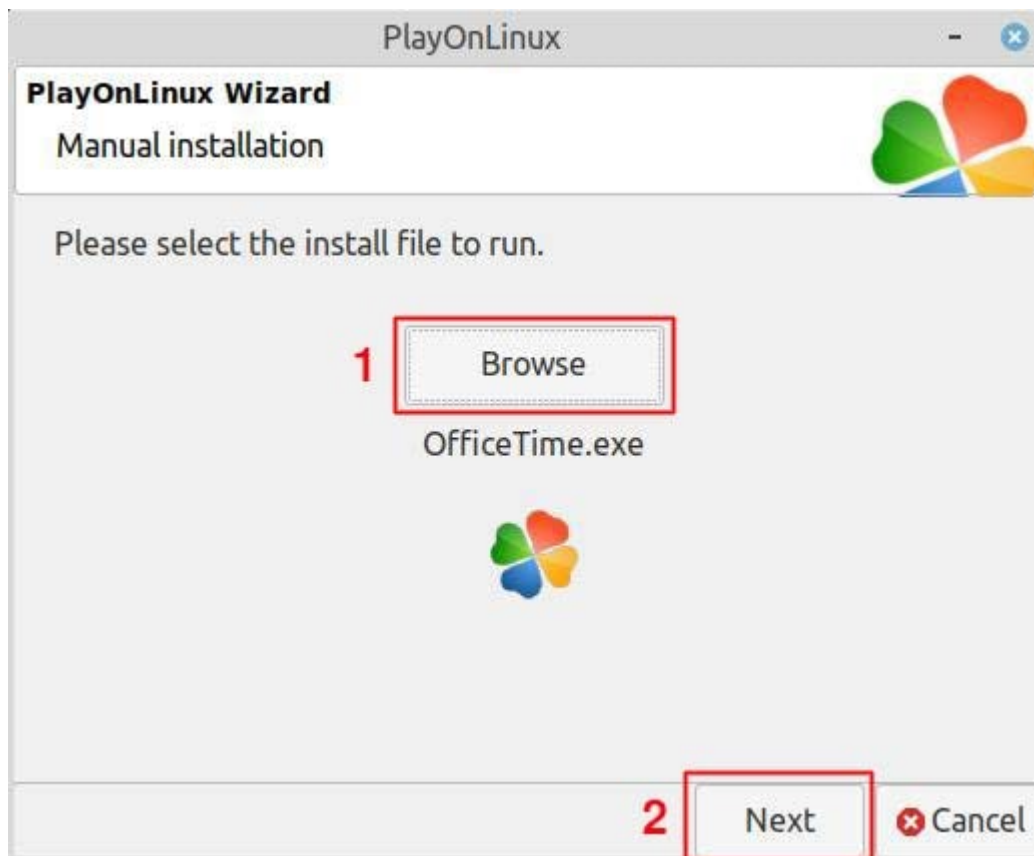 PlayOnLinux
PlayOnLinux Wizard
Manual installation
Please select the install file to run.
1 Browse
OfficeTime.exe
2 Next Cancel